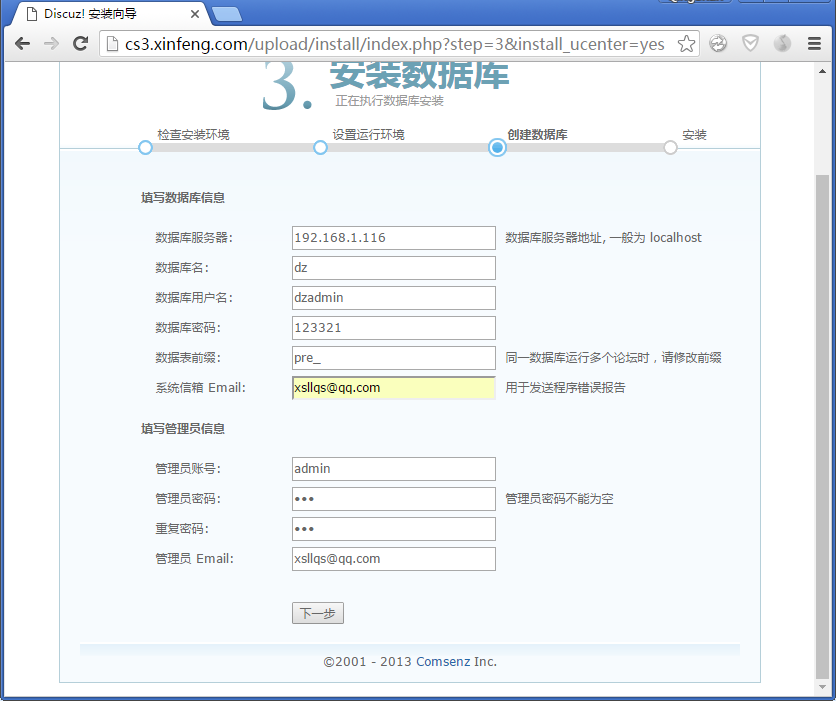 Discuz! 安装向导
cs3.xinfeng.com/upload/install/index.php?step=3&install_ucenter=yes
3. 安装数据库
正在执行数据库安装
检查安装环境 设置运行环境 创建数据库 安装
填写数据库信息
数据库服务器: 192.168.1.116 数据库服务器地址, 一般为 localhost
数据库名: dz
数据库用户名: dzadmin
数据库密码: 123321
数据表前缀: pre_ 同一数据库运行多个论坛时，请修改前缀
系统信箱 Email: xsllqs@qq.com 用于发送程序错误报告
填写管理员信息
管理员账号: admin
管理员密码: ••• 管理员密码不能为空
重复密码: •••
管理员 Email: xsllqs@qq.com
下一步
©2001 - 2013 Comsenz Inc.